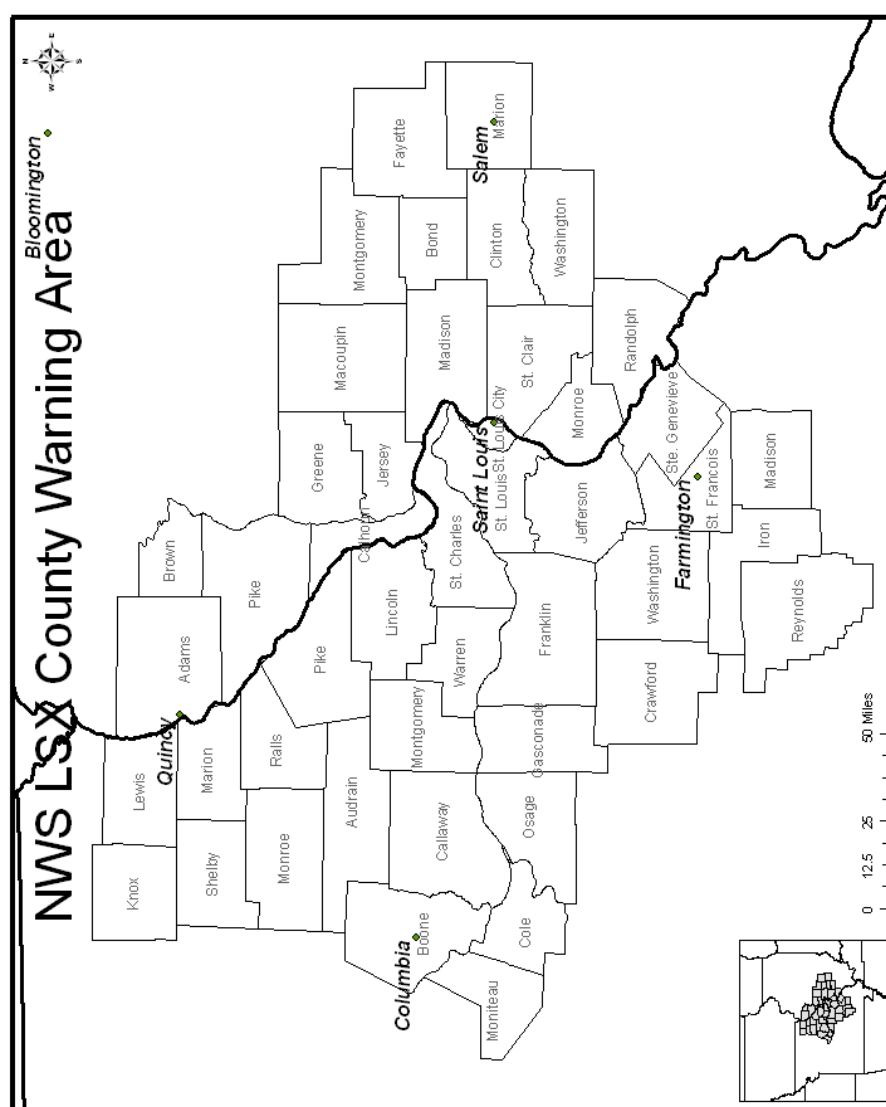 NWS LSX County Warning Area
N
W
E
S
Bloomington
Knox
Lewis
Quincy
Adams
Brown
Shelby
Marion
Pike
Monroe
Ralls
Pike
Greene
Macoupin
Audrain
Calhoun
Jersey
Montgomery
Fayette
Lincoln
Columbia
Boone
Callaway
Montgomery
Warren
St. Charles
Madison
Bond
Saint Louis
Salem
Marion
Moniteau
Cole
Osage
Gasconade
Franklin
St. Louis
St. Louis City
St. Clair
Clinton
Jefferson
Monroe
Washington
Crawford
Washington
Randolph
Ste. Genevieve
Farmington
St. Francois
Iron
Madison
Reynolds
0
12.5
25
50 Miles